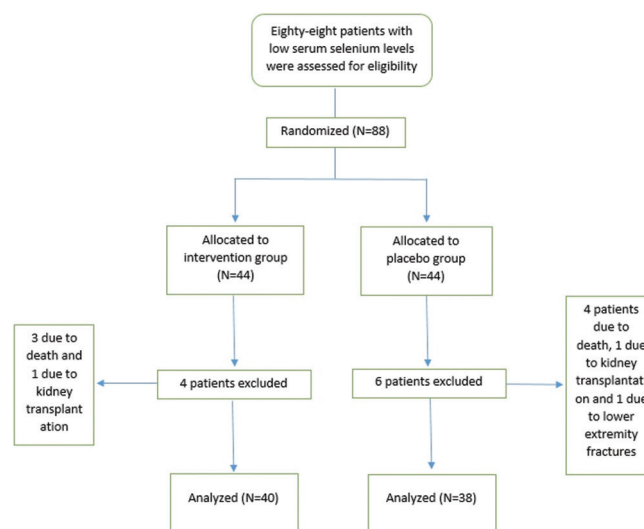 Eighty-eight patients with
low serum selenium levels
were assessed for eligibility
Randomized (N=88)
Allocated to
intervention group
(N=44)
Allocated to
placebo group
(N=44)
3 due to
death and
1 due to
kidney
transplant
ation
4 patients excluded
6 patients excluded
4 patients
due to
death, 1 due
to kidney
transplantati
on and 1 due
to lower
extremity
fractures
Analyzed (N=40)
Analyzed (N=38)